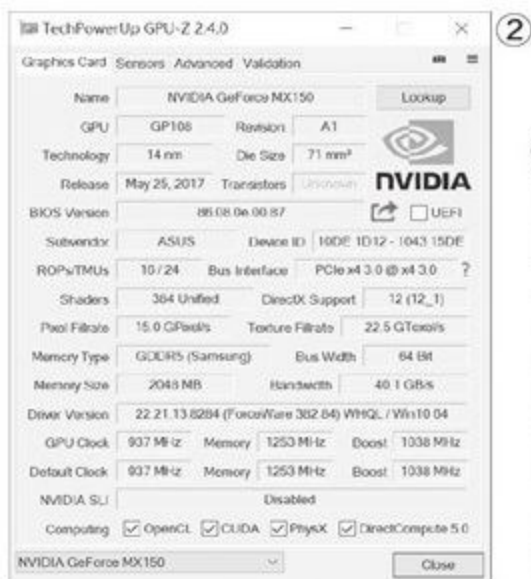 TechPowerUp GPU-Z 2.4.0
②
Graphics Card Sensors Advanced Validation
Name NVIDIA GeForce MX150 Lookup
GPU GP108 Revision A1
Technology 14 nm Die Size 71 mm²
Release May 25, 2017 Transistors Unknown
NVIDIA
BIOS Version 86.08.0e.00.87 UEFI
Subvendor ASUS Device ID 10DE 1D12 - 1043 15DE
ROPs/TMUs 10 / 24 Bus Interface PCIe x4 3.0 @ x4 3.0 ?
Shaders 384 Unified DirectX Support 12 (12_1)
Pixel Fillrate 15.0 GPixel/s Texture Fillrate 22.5 GTexel/s
Memory Type GDDR5 (Samsung) Bus Width 64 Bit
Memory Size 2048 MB Bandwidth 40.1 GB/s
Driver Version 22.21.13.8284 (ForceWare 382.84) WHQL / Win10 64
GPU Clock 937 MHz Memory 1253 MHz Boost 1038 MHz
Default Clock 937 MHz Memory 1253 MHz Boost 1038 MHz
NVIDIA SLI Disabled
Computing OpenCL CUDA PhysX DirectCompute 5.0
NVIDIA GeForce MX150 Close